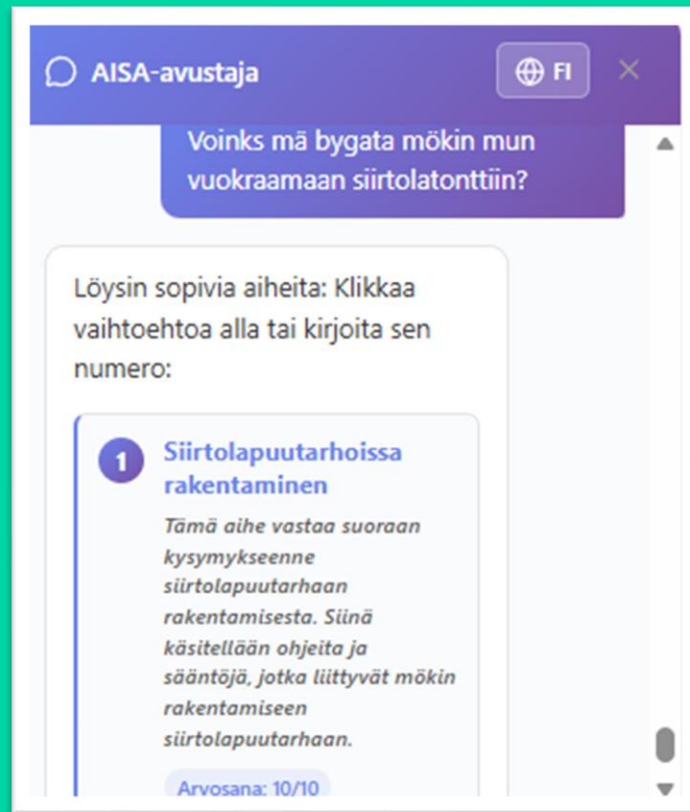 AISA-avustaja
FI
Voinks mä bygata mökin mun
vuokraamaan siirtolatonttiin?
Löysin sopivia aiheita: Klikkaa
vaihtoehtoa alla tai kirjoita sen
numero:
1
Siirtolapuutarhoissa
rakentaminen
Tämä aihe vastaa suoraan
kysymykseenne
siirtolapuutarhaan
rakentamisesta. Siinä
käsitellään ohjeita ja
sääntöjä, jotka liittyvät mökin
rakentamiseen
siirtolapuutarhaan.
Arvosana: 10/10